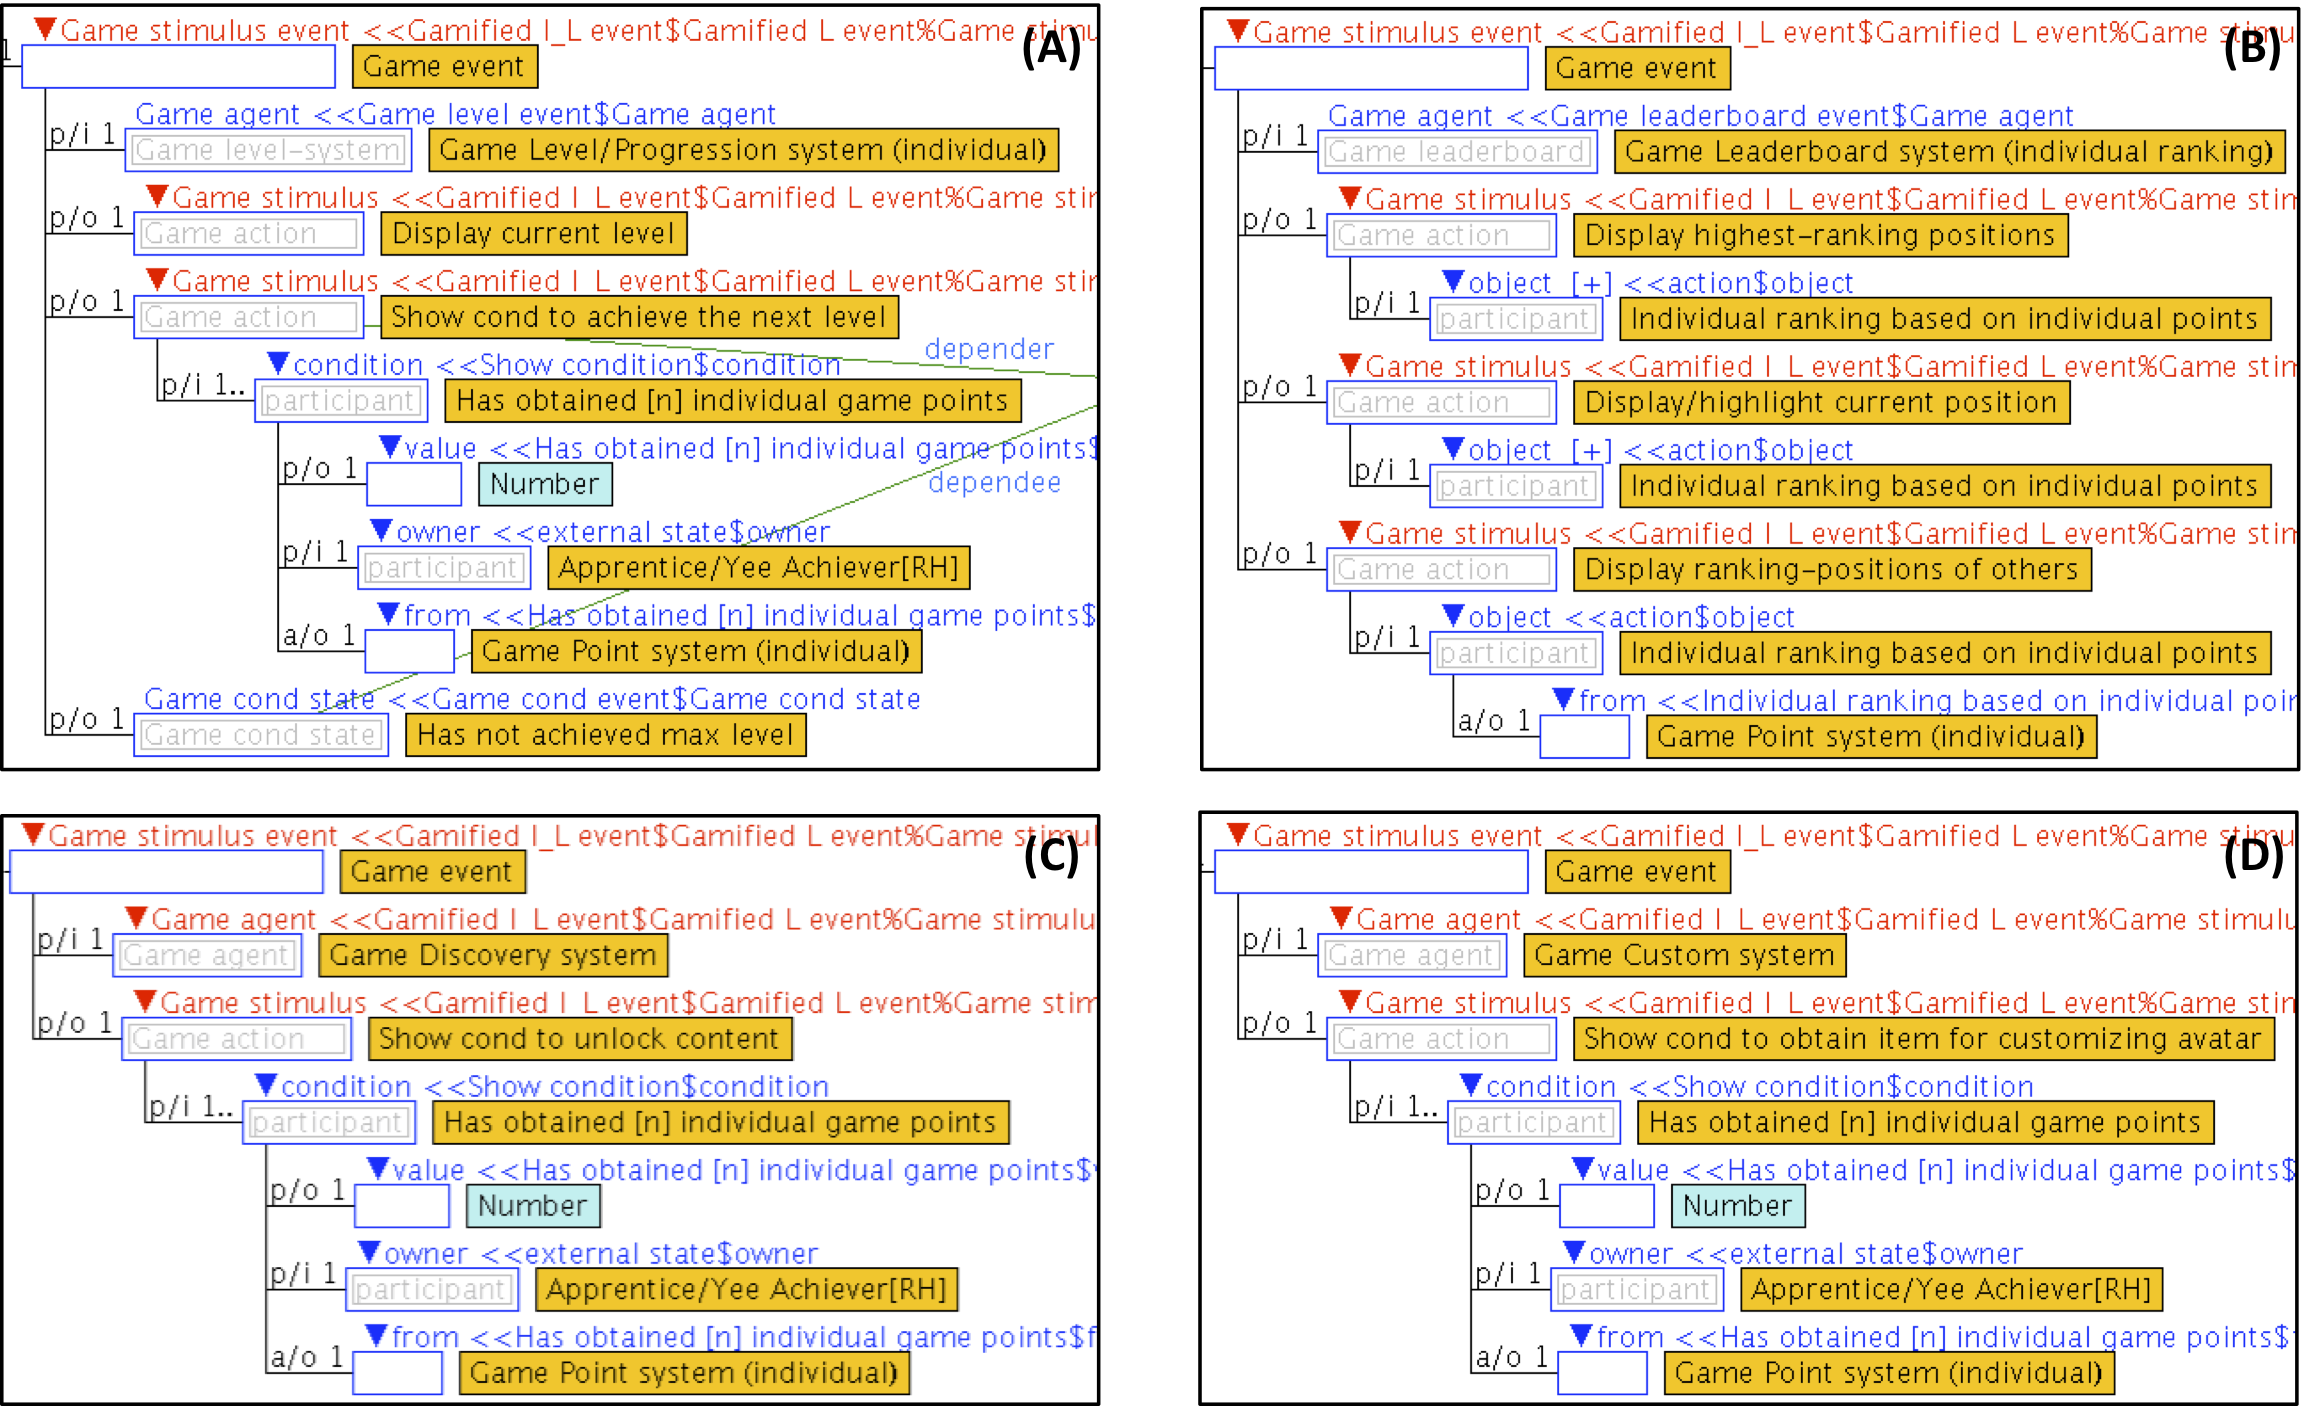 ▼Game stimulus event <<Gamified I_L event$Gamified L event%Game stimu
(A)
1
Game event
Game agent <<Game level event$Game agent
p/i 1 Game level-system Game Level/Progression system (individual)
▼Game stimulus <<Gamified I_L event$Gamified L event%Game stim
p/o 1 Game action Display current level
▼Game stimulus <<Gamified I_L event$Gamified L event%Game stim
p/o 1 Game action Show cond to achieve the next level
depender
▼condition <<Show condition$condition
p/i 1.. participant Has obtained [n] individual game points
▼value <<Has obtained [n] individual game points$
p/o 1 Number
dependee
▼owner <<external state$owner
p/i 1 participant Apprentice/Yee Achiever[RH]
▼from <<Has obtained [n] individual game points$
a/o 1 Game Point system (individual)
Game cond state <<Game cond event$Game cond state
p/o 1 Game cond state Has not achieved max level
▼Game stimulus event <<Gamified I_L event$Gamified L event%Game stimu
(B)
Game event
Game agent <<Game leaderboard event$Game agent
p/i 1 Game leaderboard Game Leaderboard system (individual ranking)
▼Game stimulus <<Gamified I_L event$Gamified L event%Game stim
p/o 1 Game action Display highest-ranking positions
▼object [+] <<action$object
p/i 1 participant Individual ranking based on individual points
▼Game stimulus <<Gamified I_L event$Gamified L event%Game stim
p/o 1 Game action Display/highlight current position
▼object [+] <<action$object
p/i 1 participant Individual ranking based on individual points
▼Game stimulus <<Gamified I_L event$Gamified L event%Game stim
p/o 1 Game action Display ranking-positions of others
▼object <<action$object
p/i 1 participant Individual ranking based on individual points
▼from <<Individual ranking based on individual poin
a/o 1 Game Point system (individual)
▼Game stimulus event <<Gamified I_L event$Gamified L event%Game stimul
(C)
Game event
▼Game agent <<Gamified I_L event$Gamified L event%Game stimulu
p/i 1 Game agent Game Discovery system
▼Game stimulus <<Gamified I_L event$Gamified L event%Game stim
p/o 1 Game action Show cond to unlock content
▼condition <<Show condition$condition
p/i 1.. participant Has obtained [n] individual game points
▼value <<Has obtained [n] individual game points$v
p/o 1 Number
▼owner <<external state$owner
p/i 1 participant Apprentice/Yee Achiever[RH]
▼from <<Has obtained [n] individual game points$f
a/o 1 Game Point system (individual)
▼Game stimulus event <<Gamified I_L event$Gamified L event%Game stimu
(D)
Game event
▼Game agent <<Gamified I_L event$Gamified L event%Game stimulu
p/i 1 Game agent Game Custom system
▼Game stimulus <<Gamified I_L event$Gamified L event%Game stim
p/o 1 Game action Show cond to obtain item for customizing avatar
▼condition <<Show condition$condition
p/i 1.. participant Has obtained [n] individual game points
▼value <<Has obtained [n] individual game points$
p/o 1 Number
▼owner <<external state$owner
p/i 1 participant Apprentice/Yee Achiever[RH]
▼from <<Has obtained [n] individual game points$
a/o 1 Game Point system (individual)